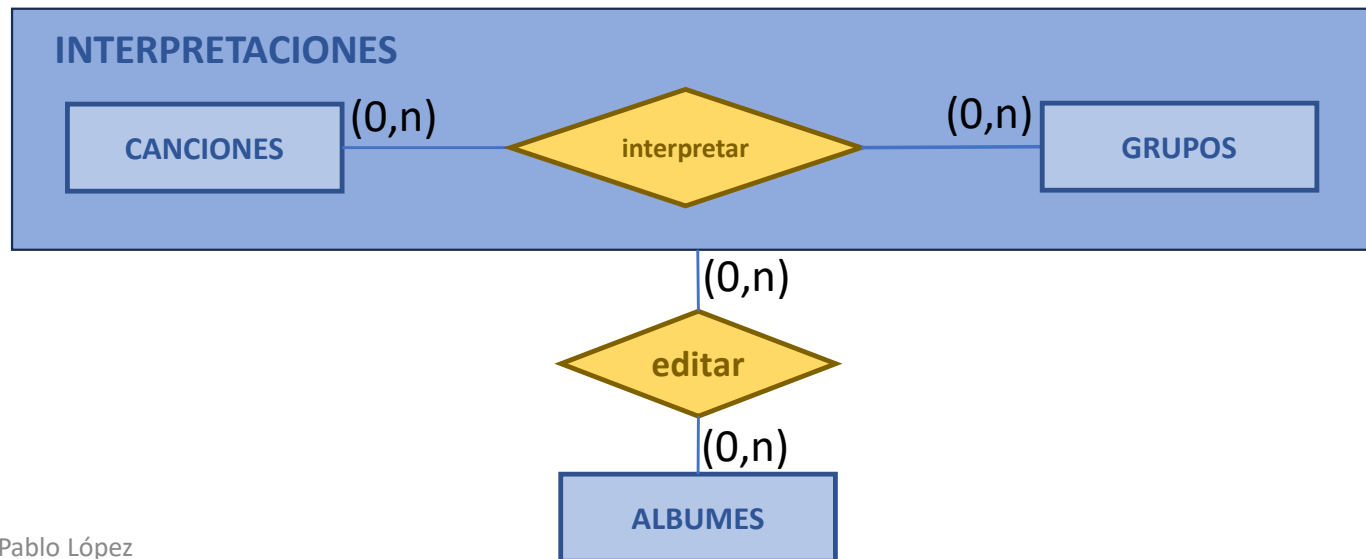 INTERPRETACIONES
CANCIONES
(0,n)
interpretar
(0,n)
GRUPOS
(0,n)
editar
(0,n)
ALBUMES
Pablo López